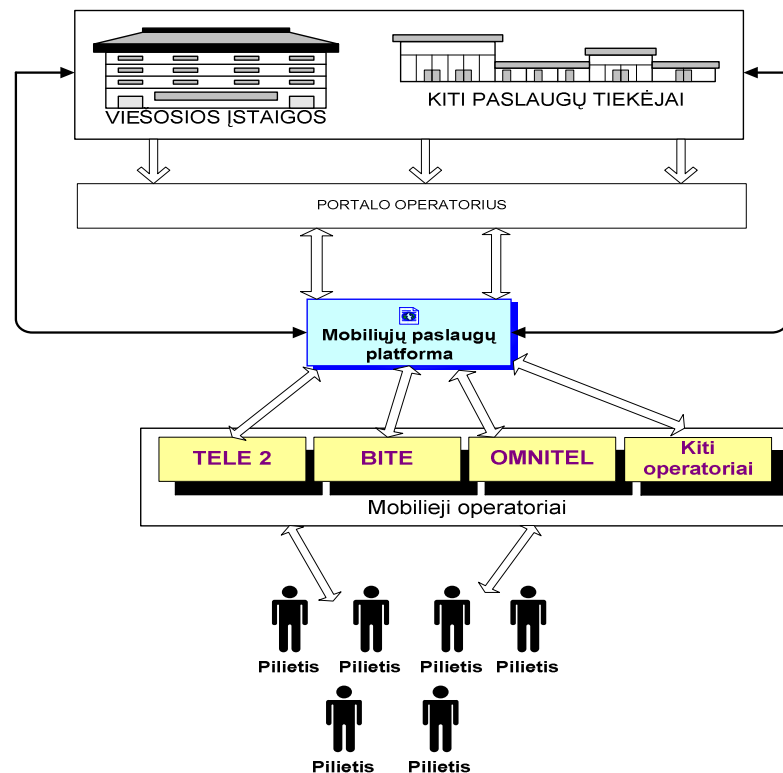 VIEŠOSIOS ĮSTAIGOS
KITI PASLAUGŲ TIEKĖJAI
PORTALO OPERATORIUS
Mobiliųjų paslaugų
platforma
TELE 2
BITE
OMNITEL
Kiti
operatoriai
Mobilieji operatoriai
Pilietis
Pilietis
Pilietis
Pilietis
Pilietis
Pilietis